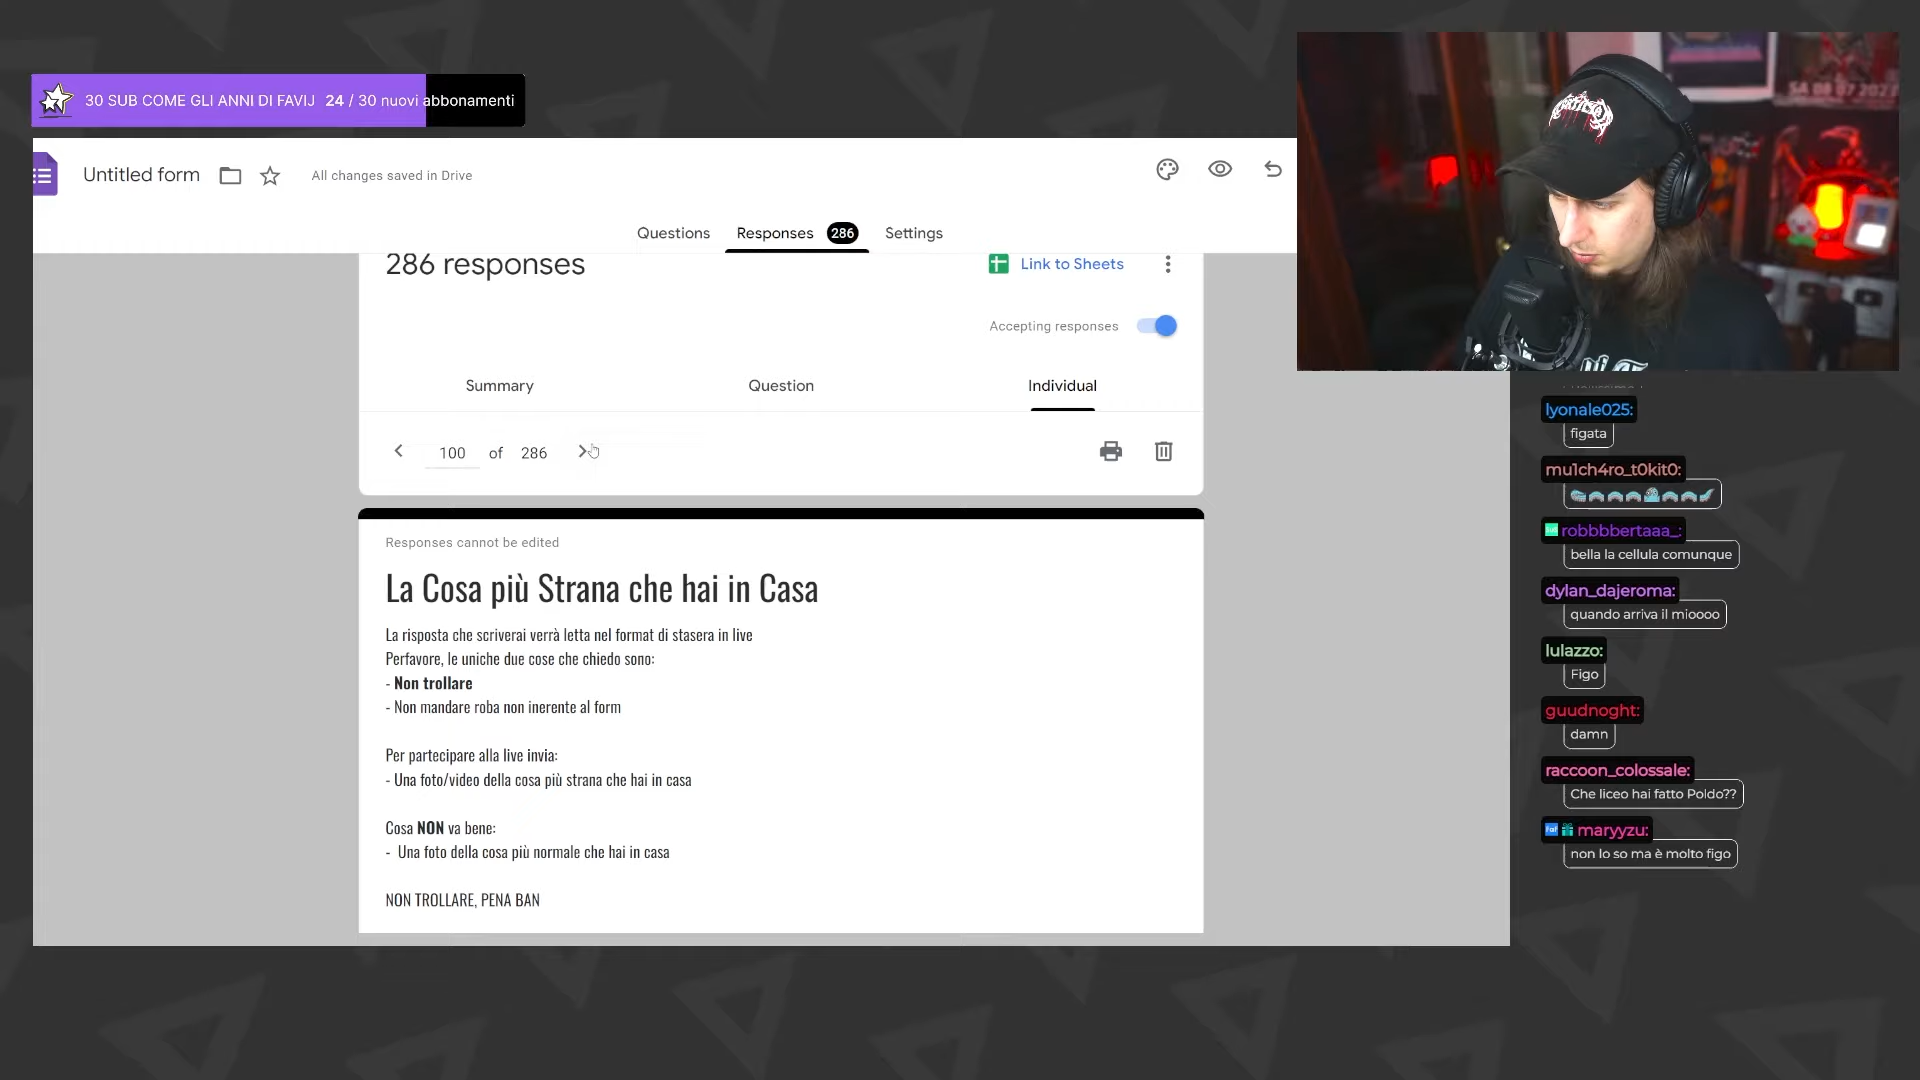 30 SUB COME GLI ANNI DI FAVIJ 24 / 30 nuovi abbonamenti
Untitled form
All changes saved in Drive
Questions
Responses 286
Settings
286 responses
Link to Sheets
Accepting responses
Summary
Question
Individual
100 of 286
Responses cannot be edited
La Cosa più Strana che hai in Casa
La risposta che scriverai verrà letta nel format di stasera in live
Perfavore, le uniche due cose che chiedo sono:
- Non trollare
- Non mandare roba non inerente al form
Per partecipare alla live invia:
- Una foto/video della cosa più strana che hai in casa
Cosa NON va bene:
- Una foto della cosa più normale che hai in casa
NON TROLLARE, PENA BAN
lyonale025:
figata
mu1ch4ro_t0kit0:
robbbbertaaa_:
bella la cellula comunque
dylan_dajeroma:
quando arriva il mioooo
lulazzo:
Figo
guudnoght:
damn
raccoon_colossale:
Che liceo hai fatto Poldo??
maryyzu:
non lo so ma è molto figo